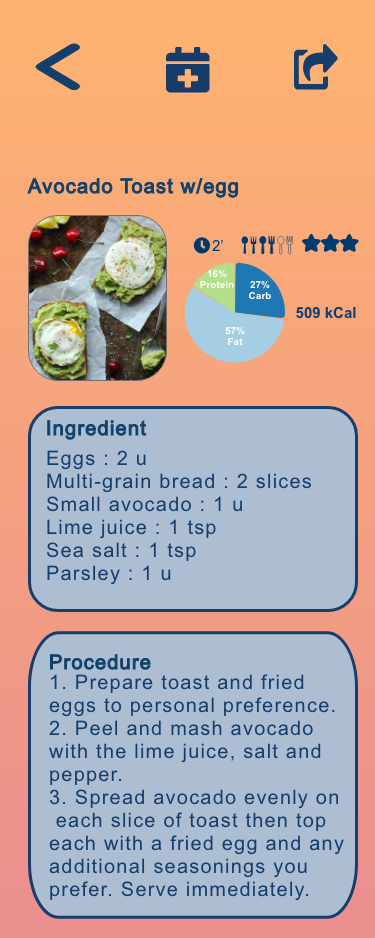 Avocado Toast w/egg
2’
16%
Protein
27%
Carb
57%
Fat
509 kCal
Ingredient
Eggs : 2 u
Multi-grain bread : 2 slices
Small avocado : 1 u
Lime juice : 1 tsp
Sea salt : 1 tsp
Parsley : 1 u
Procedure
1. Prepare toast and fried
eggs to personal preference.
2. Peel and mash avocado
with the lime juice, salt and
pepper.
3. Spread avocado evenly on
each slice of toast then top
each with a fried egg and any
additional seasonings you
prefer. Serve immediately.